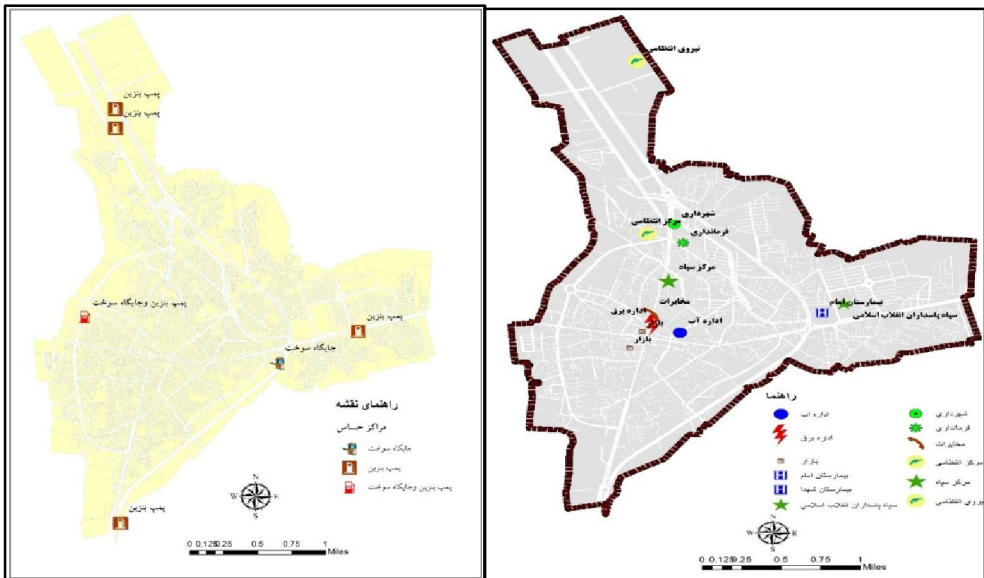 پمپ بنزین
پمپ بنزین
پمپ بنزین وجایگاه سوخت
پمپ بنزین
جایگاه سوخت
راهنمای نقشه
مراکز حساس
جایگاه سوخت
پمپ بنزین
پمپ بنزین وجایگاه سوخت
پمپ بنزین
N
W E
S
0 0.125 0.25 0.5 0.75 1
Miles
نیروی انتظامی
شهرداری
مرکز انتظامی
فرمانداری
مرکز سپاه
مخابرات
اداره برق
اداره آب
بازار
بازار
بیمارستان امام
سپاه پاسداران انقلاب اسلامی
راهنما
اداره آب
اداره برق
بازار
بیمارستان امام
بیمارستان شهدا
سپاه پاسداران انقلاب اسلامی
شهرداری
فرمانداری
مخابرات
مرکز انتظامی
مرکز سپاه
نیروی انتظامی
N
W E
S
0 0.125 0.25 0.5 0.75 1
Miles